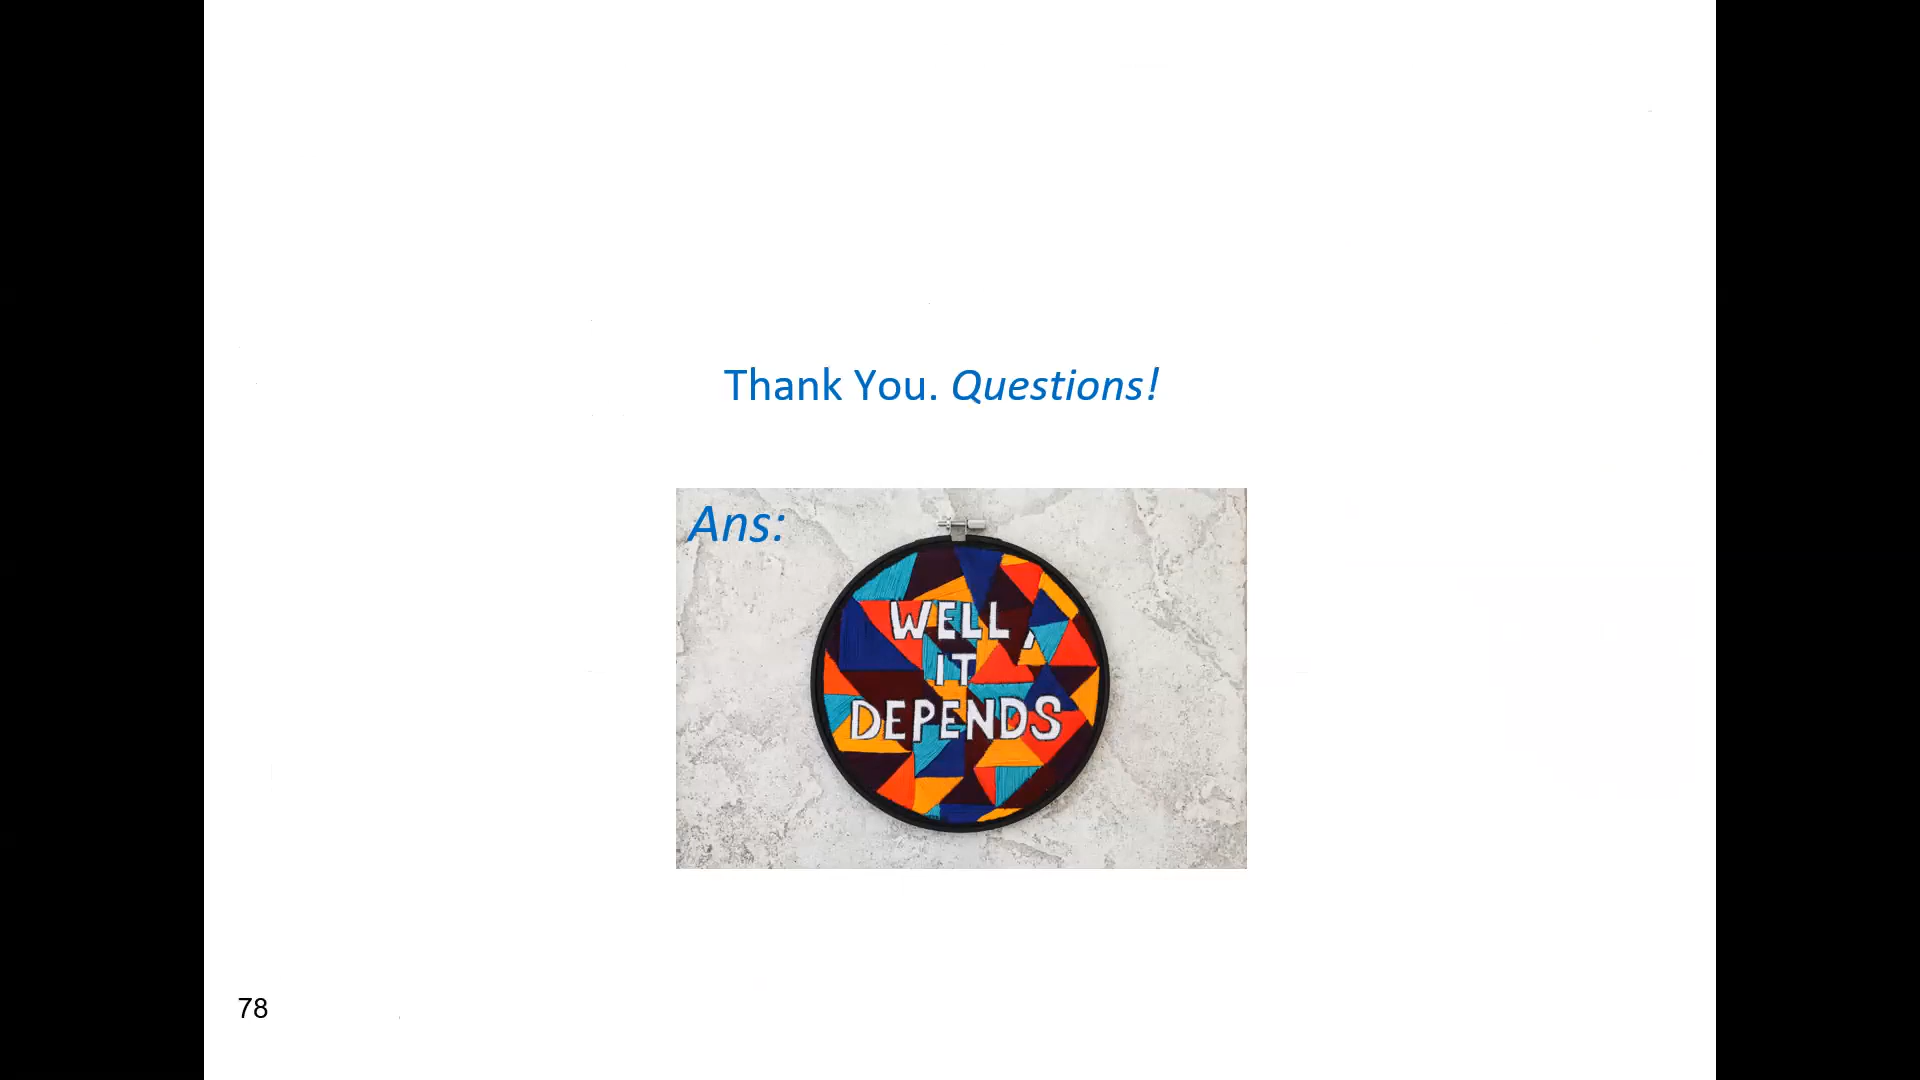 Thank You. Questions!
Ans:
WELL,
IT
DEPENDS
78